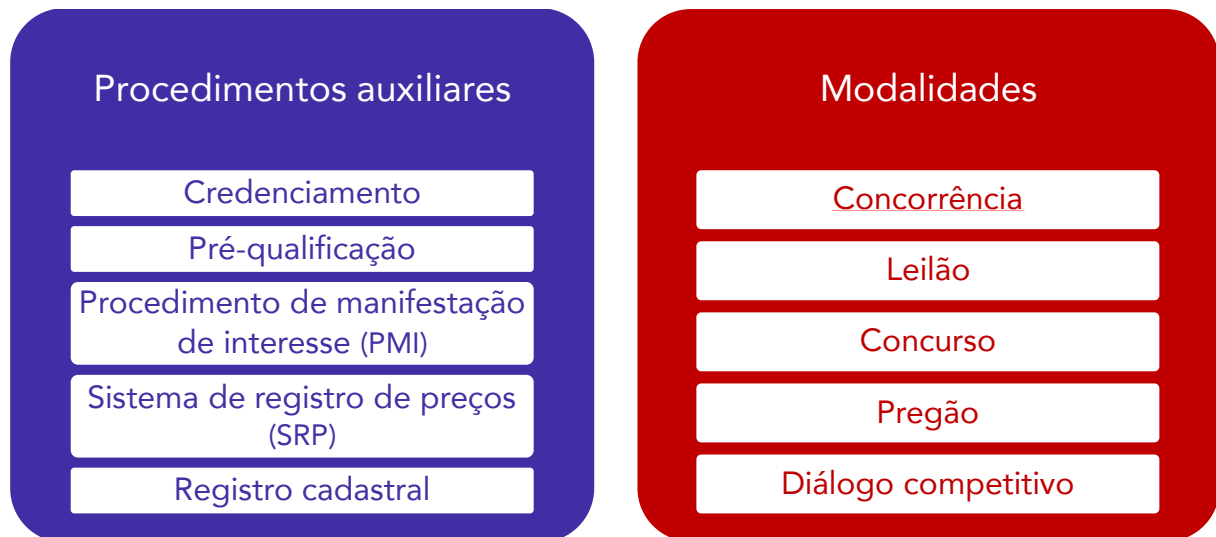 Procedimentos auxiliares
Credenciamento
Pré-qualificação
Procedimento de manifestação
de interesse (PMI)
Sistema de registro de preços
(SRP)
Registro cadastral
Modalidades
Concorrência
Leilão
Concurso
Pregão
Diálogo competitivo